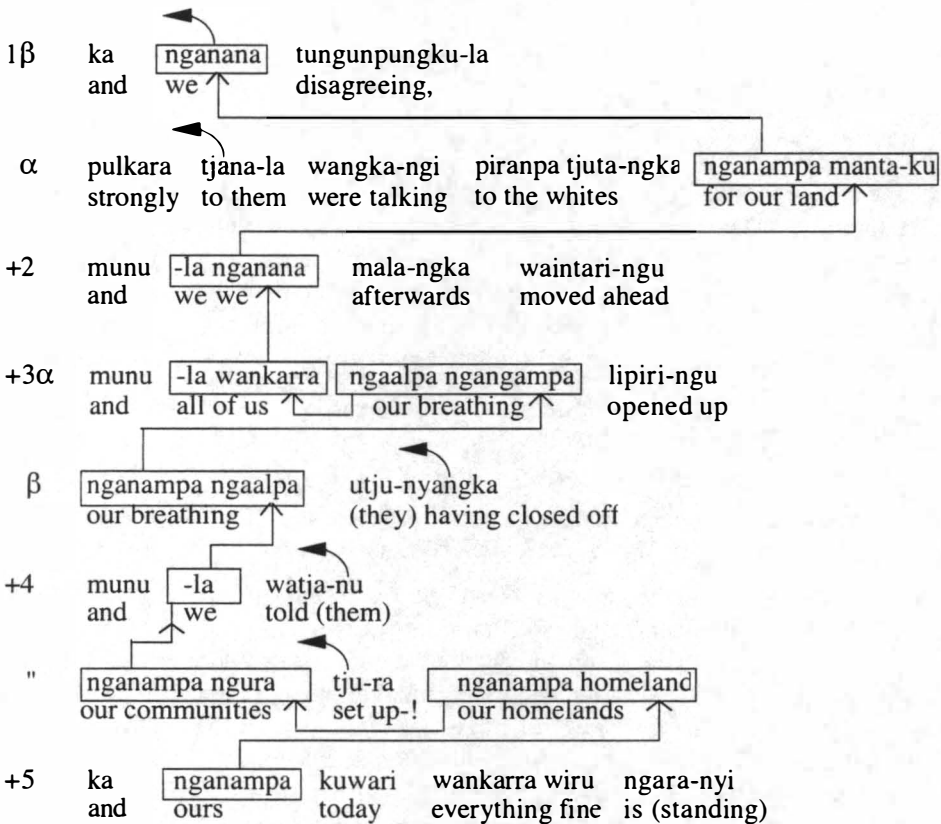 1β ka nganana tungunpungku-la
and we disagreeing,
α pulkara tjana-la wangka-ngi piranpa tjuta-ngka nganampa manta-ku
strongly to them were talking to the whites for our land
+2 munu -la nganana mala-ngka waintari-ngu
and we we afterwards moved ahead
+3α munu -la wankarra ngaalpa ngangampa lipiri-ngu
and all of us our breathing opened up
β nganampa ngaalpa utju-nyangka
our breathing (they) having closed off
+4 munu -la watja-nu
and we told (them)
" nganampa ngura tju-ra nganampa homeland
our communities set up-! our homelands
+5 ka nganampa kuwari wankarra wiru ngara-nyi
and ours today everything fine is (standing)